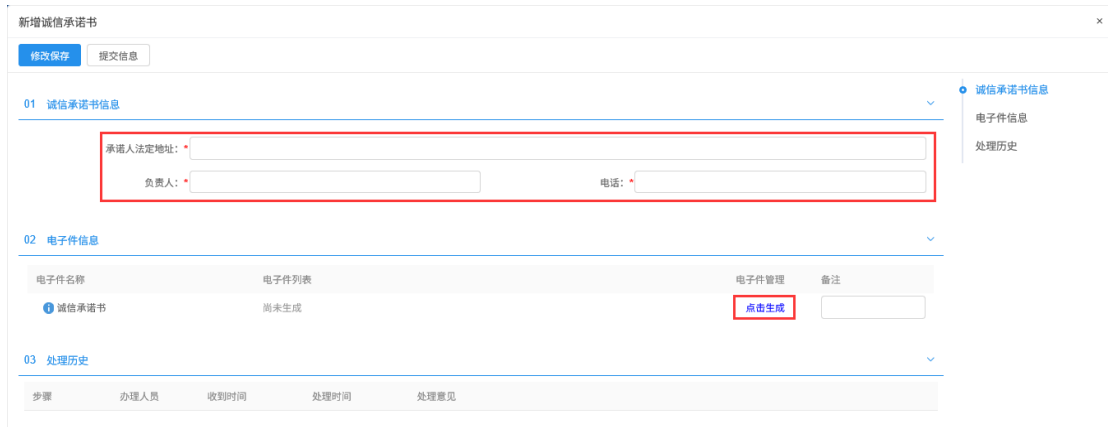 新增诚信承诺书 ×
修改保存 提交信息
01 诚信承诺书信息
诚信承诺书信息
电子件信息
处理历史
承诺人法定地址：*
负责人：* 电话：*
02 电子件信息
电子件名称 电子件列表 电子件管理 备注
诚信承诺书 尚未生成 点击生成
03 处理历史
步骤 办理人员 收到时间 处理时间 处理意见